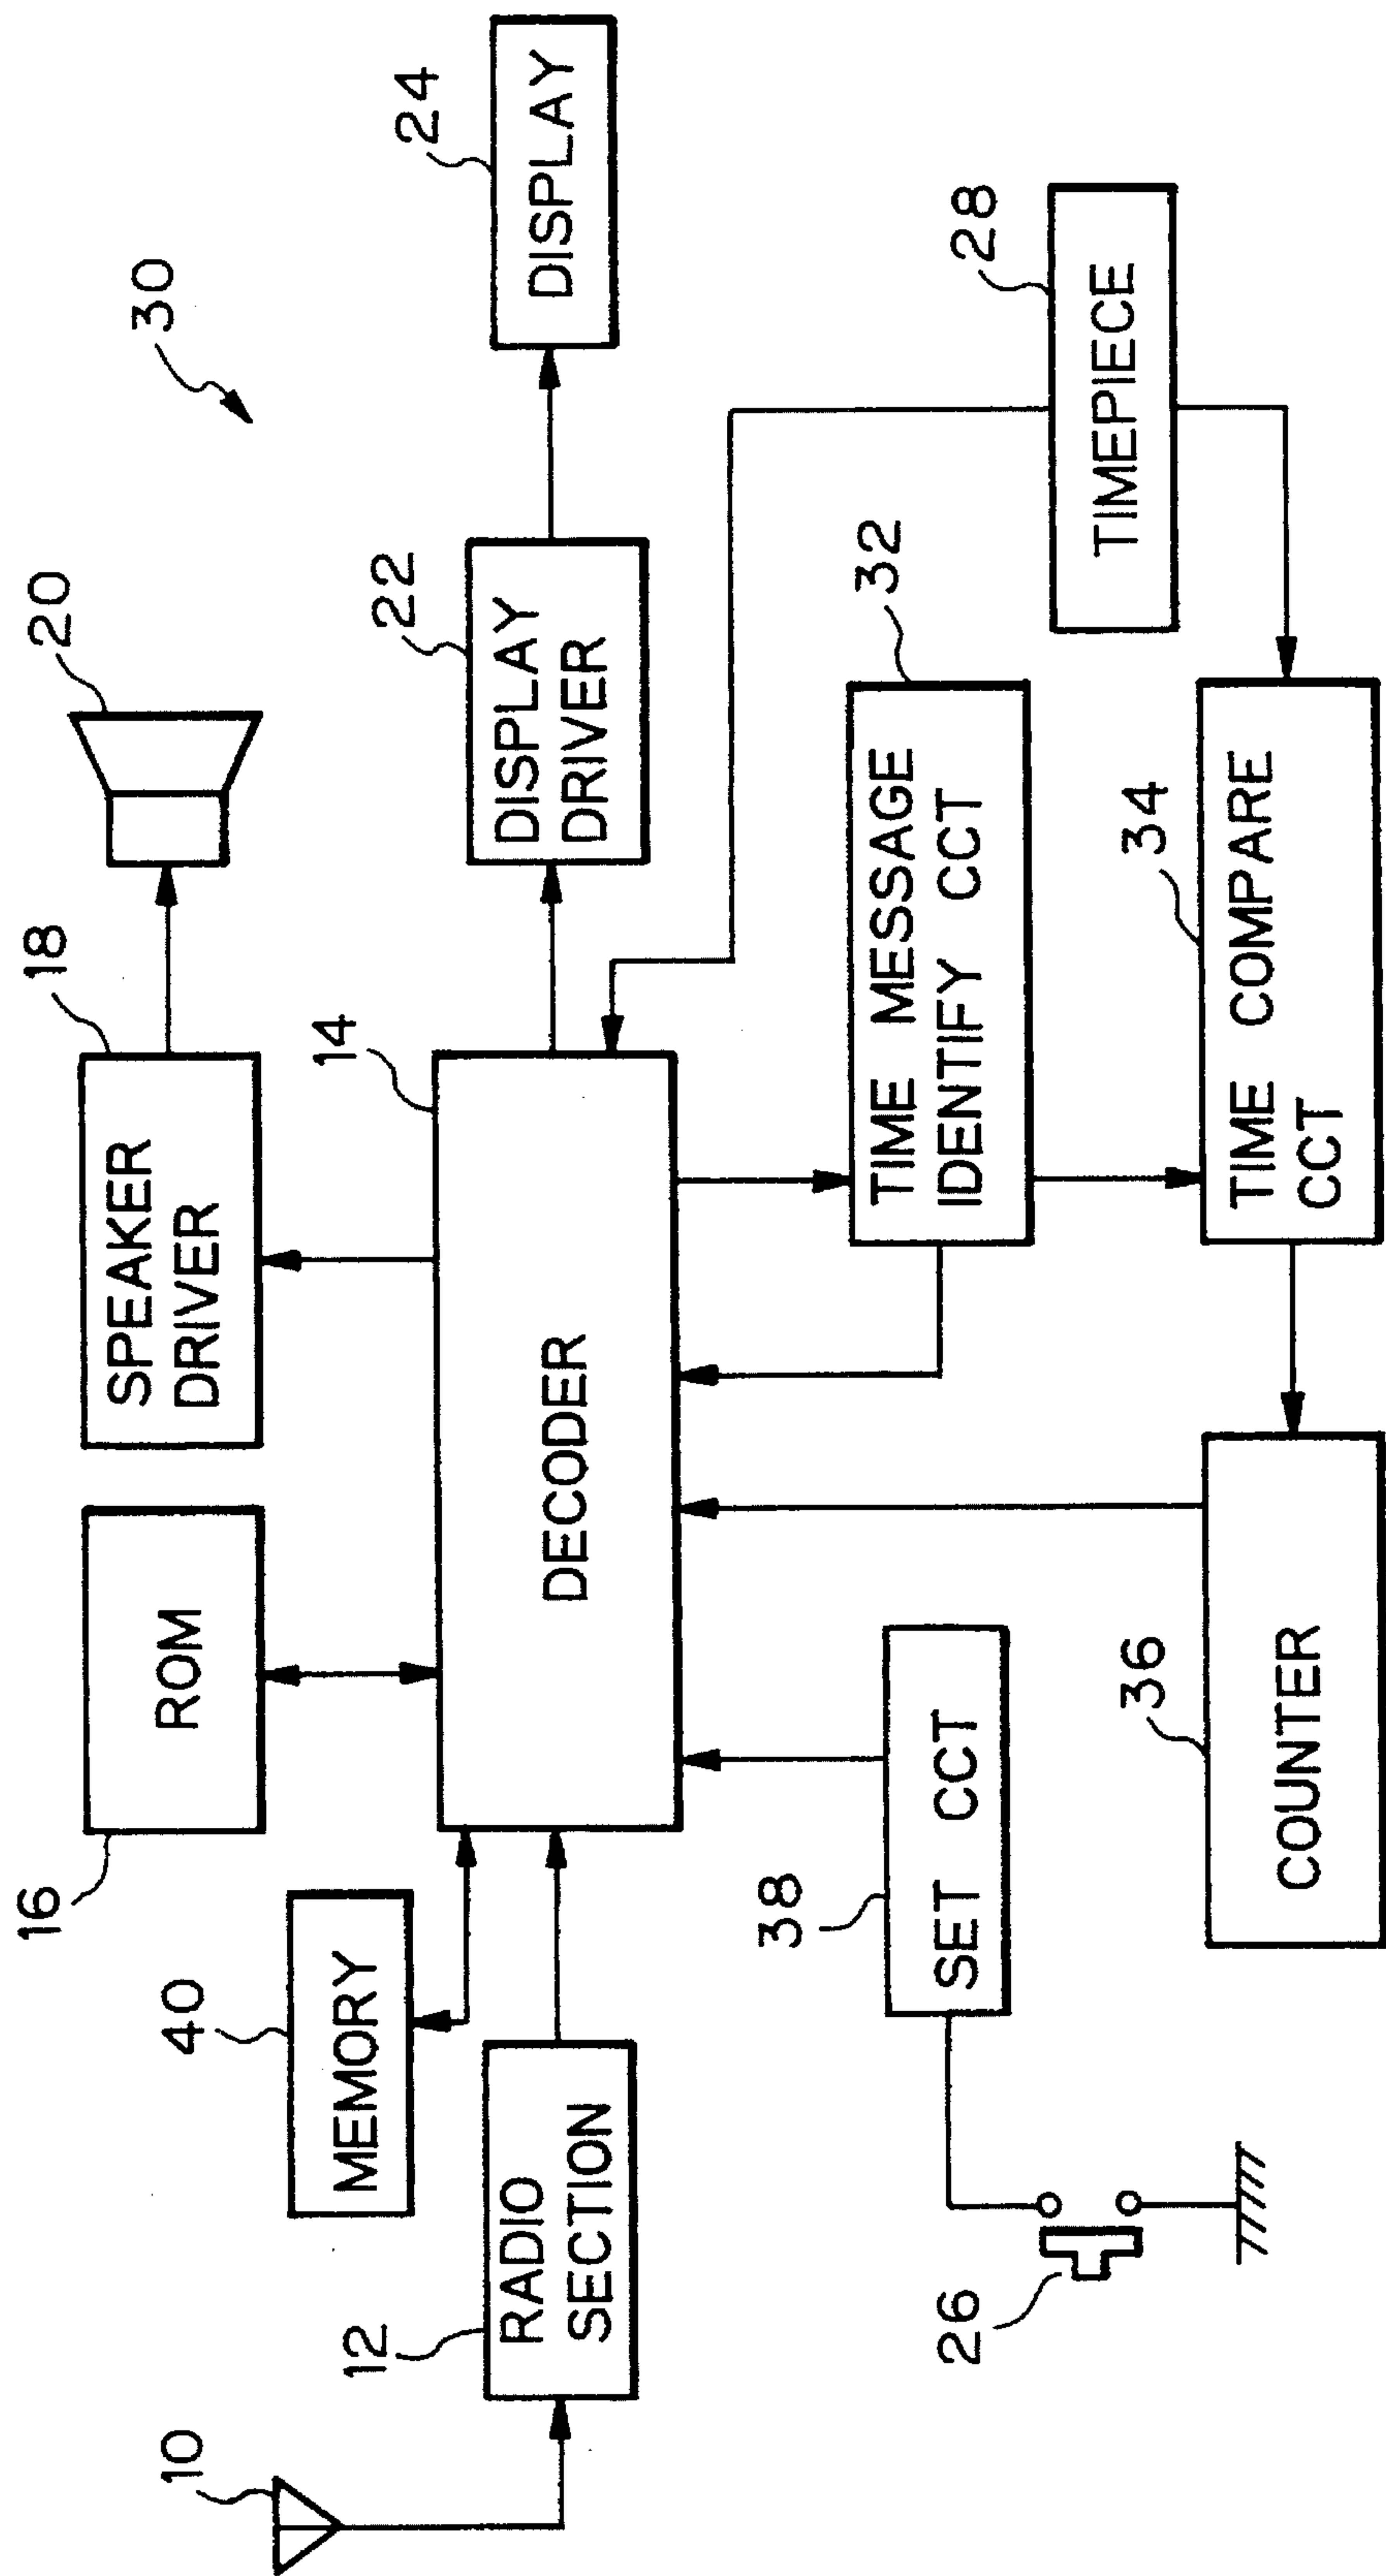 30
20
18
SPEAKER
DRIVER
16
ROM
40
MEMORY
10
12
RADIO
SECTION
14
DECODER
22
DISPLAY
DRIVER
24
DISPLAY
38
SET CCT
26
32
TIME MESSAGE
IDENTIFY CCT
28
TIMEPIECE
36
COUNTER
34
TIME COMPARE
CCT